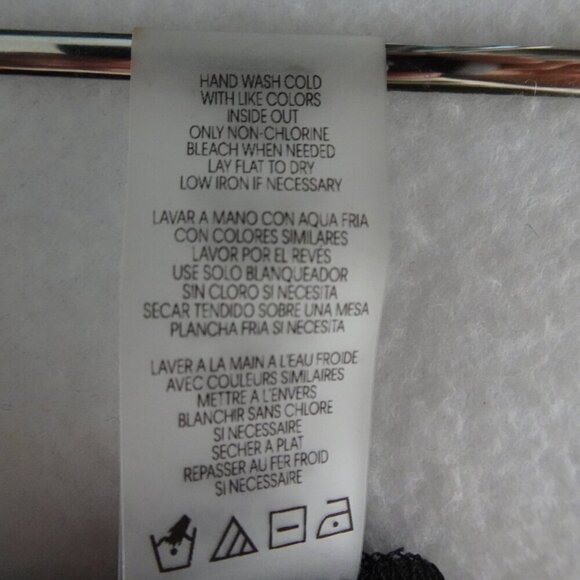 HAND WASH COLD
WITH LIKE COLORS
INSIDE OUT
ONLY NON-CHLORINE
BLEACH WHEN NEEDED
LAY FLAT TO DRY
LOW IRON IF NECESSARY
LAVAR A MANO CON AQUA FRIA
CON COLORES SIMILARES
LAVOR POR EL REVÉS
USE SOLO BLANQUEADOR
SIN CLORO SI NECESITA
SECAR TENDIDO SOBRE UNA MESA
PLANCHA FRIA SI NECESITA
LAVER A LA MAIN A L'EAU FROIDE
AVEC COULEURS SIMILAIRES
METTRE A L'ENVERS
BLANCHIR SANS CHLORE
SI NECESSAIRE
SECHER A PLAT
REPASSER AU FER FROID
SI NECESSAIRE